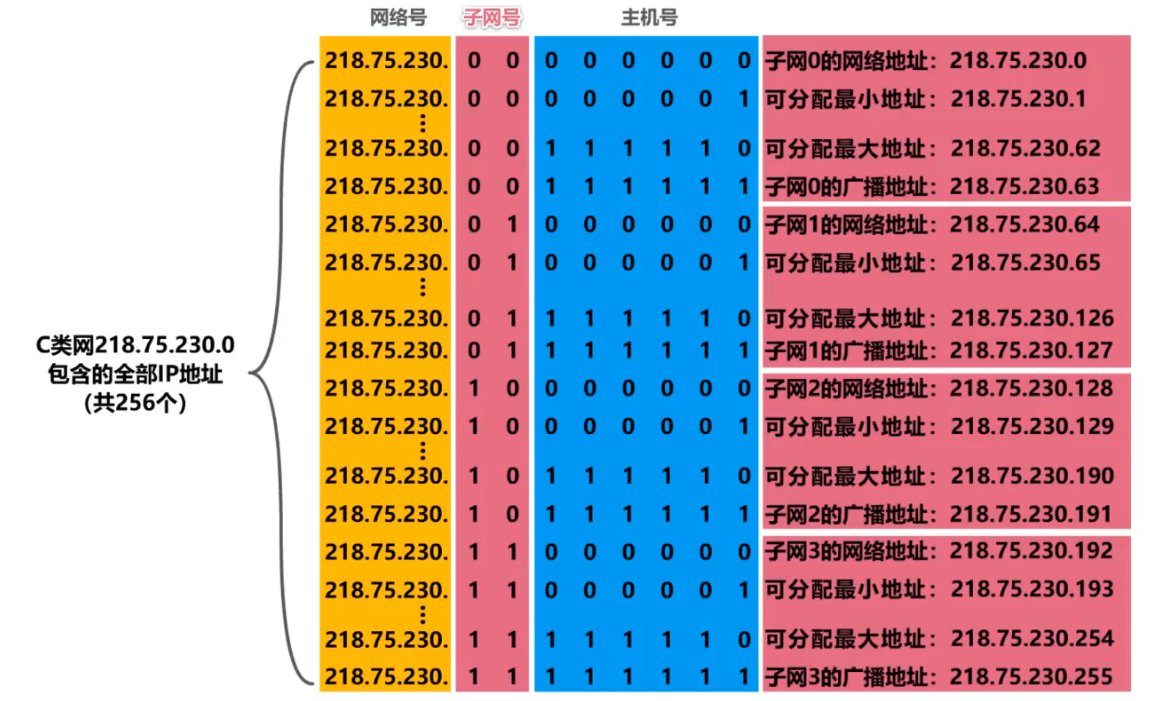 网络号 子网号 主机号
218.75.230. 0 0 0 0 0 0 0 0 子网0的网络地址：218.75.230.0
218.75.230. 0 0 0 0 0 0 0 1 可分配最小地址：218.75.230.1
⋮
218.75.230. 0 0 1 1 1 1 1 0 可分配最大地址：218.75.230.62
218.75.230. 0 0 1 1 1 1 1 1 子网0的广播地址：218.75.230.63
218.75.230. 0 1 0 0 0 0 0 0 子网1的网络地址：218.75.230.64
218.75.230. 0 1 0 0 0 0 0 1 可分配最小地址：218.75.230.65
⋮
218.75.230. 0 1 1 1 1 1 1 0 可分配最大地址：218.75.230.126
218.75.230. 0 1 1 1 1 1 1 1 子网1的广播地址：218.75.230.127
C类网218.75.230.0
包含的全部IP地址
（共256个）
218.75.230. 1 0 0 0 0 0 0 0 子网2的网络地址：218.75.230.128
218.75.230. 1 0 0 0 0 0 0 1 可分配最小地址：218.75.230.129
⋮
218.75.230. 1 0 1 1 1 1 1 0 可分配最大地址：218.75.230.190
218.75.230. 1 0 1 1 1 1 1 1 子网2的广播地址：218.75.230.191
218.75.230. 1 1 0 0 0 0 0 0 子网3的网络地址：218.75.230.192
218.75.230. 1 1 0 0 0 0 0 1 可分配最小地址：218.75.230.193
⋮
218.75.230. 1 1 1 1 1 1 1 0 可分配最大地址：218.75.230.254
218.75.230. 1 1 1 1 1 1 1 1 子网3的广播地址：218.75.230.255